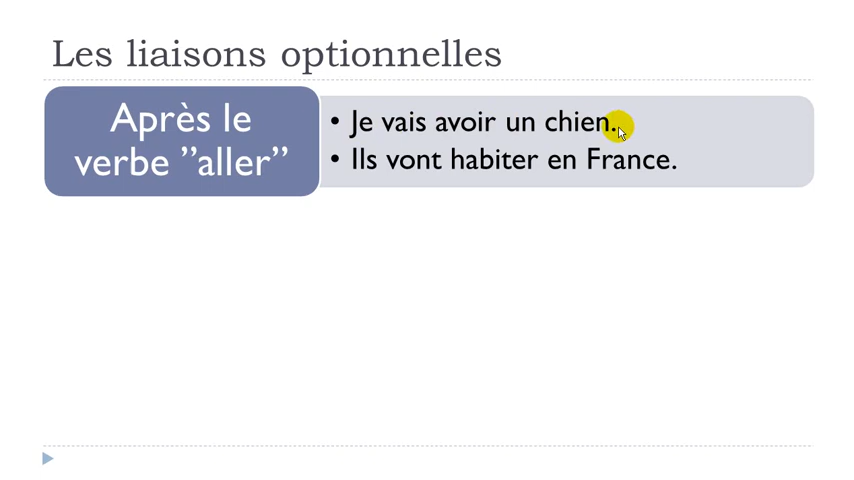 Les liaisons optionnelles
Après le
verbe ”aller”
• Je vais avoir un chien.
• Ils vont habiter en France.